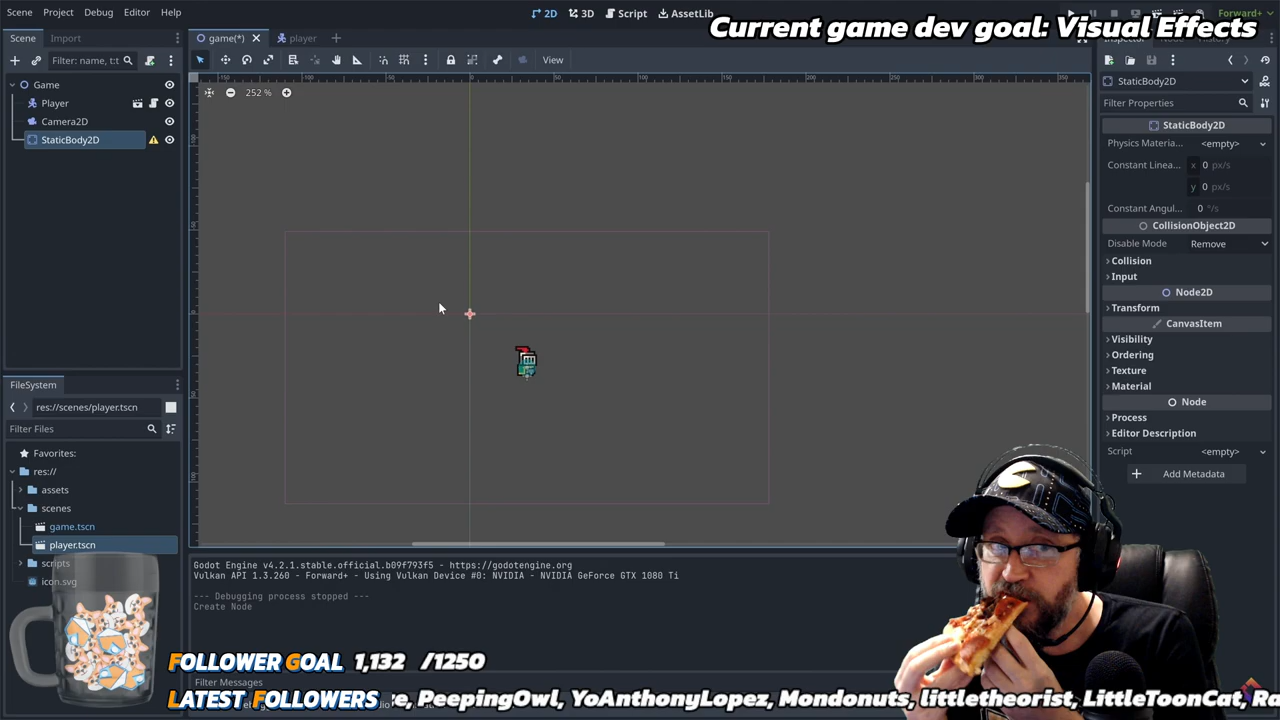 Scene Project Debug Editor Help
2D 3D Script AssetLib
Forward+
Current game dev goal: Visual Effects
Scene Import
game(*) player
Filter: name, t:t
252 %
View
Game
Player
Camera2D
StaticBody2D
FileSystem
res://scenes/player.tscn
Filter Files
Favorites:
res://
assets
scenes
game.tscn
player.tscn
scripts
icon.svg
StaticBody2D
Filter Properties
StaticBody2D
Physics Materia... <empty>
Constant Linea... x 0 px/s
y 0 px/s
Constant Angul... 0 °/s
CollisionObject2D
Disable Mode Remove
Collision
Input
Node2D
Transform
CanvasItem
Visibility
Ordering
Texture
Material
Node
Process
Editor Description
Script <empty>
Add Metadata
Godot Engine v4.2.1.stable.official.b09f793f5 - https://godotengine.org
Vulkan API 1.3.260 - Forward+ - Using Vulkan Device #0: NVIDIA - NVIDIA GeForce GTX 1080 Ti
--- Debugging process stopped ---
Create Node
Filter Messages
Follower Goal 1,132 /1250
Latest Followers e, PeepingOwl, YoAnthonyLopez, Mondonuts, littletheorist, LittleToonCat, Ra